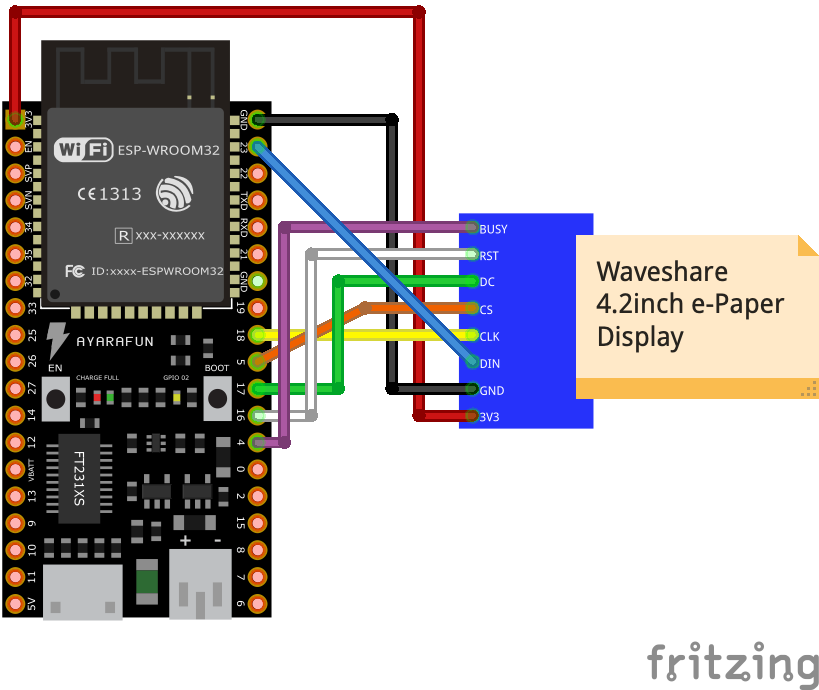 3V3
EN
SVP
SVN
34
35
32
33
25
26
27
14
12
VBATT
13
9
10
11
5V
WiFi ESP-WROOM32
CE1313
R xxx-xxxxxx
FC ID:xxxx-ESPWROOM32
AYARAFUN
EN
BOOT
CHARGE FULL
GPIO 02
FT231XS
+ -
GND
23
22
TXD
RXD
21
GND
19
18
5
17
16
4
0
2
15
8
7
6
BUSY
RST
DC
CS
CLK
DIN
GND
3V3
Waveshare
4.2inch e-Paper
Display
fritzing